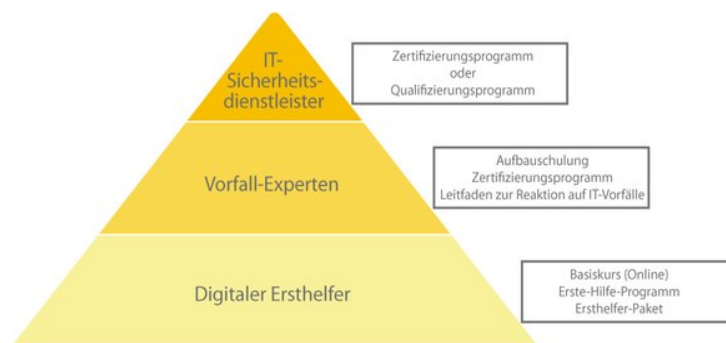 IT-
Sicherheits-
dienstleister
Zertifizierungsprogramm
oder
Qualifizierungsprogramm
Vorfall-Experten
Aufbauschulung
Zertifizierungsprogramm
Leitfaden zur Reaktion auf IT-Vorfälle
Digitaler Ersthelfer
Basiskurs (Online)
Erste-Hilfe-Programm
Ersthelfer-Paket